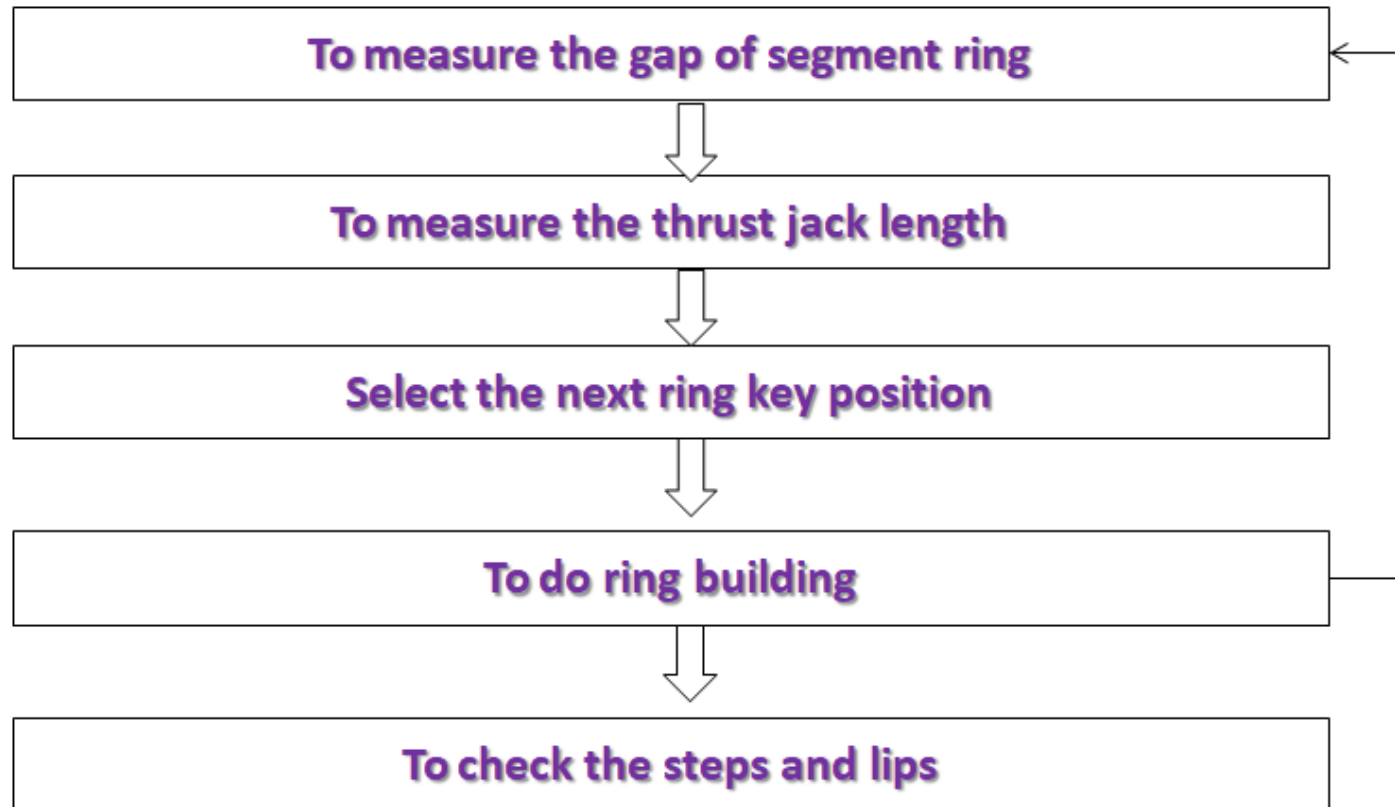 To measure the gap of segment ring
To measure the thrust jack length
Select the next ring key position
To do ring building
To check the steps and lips